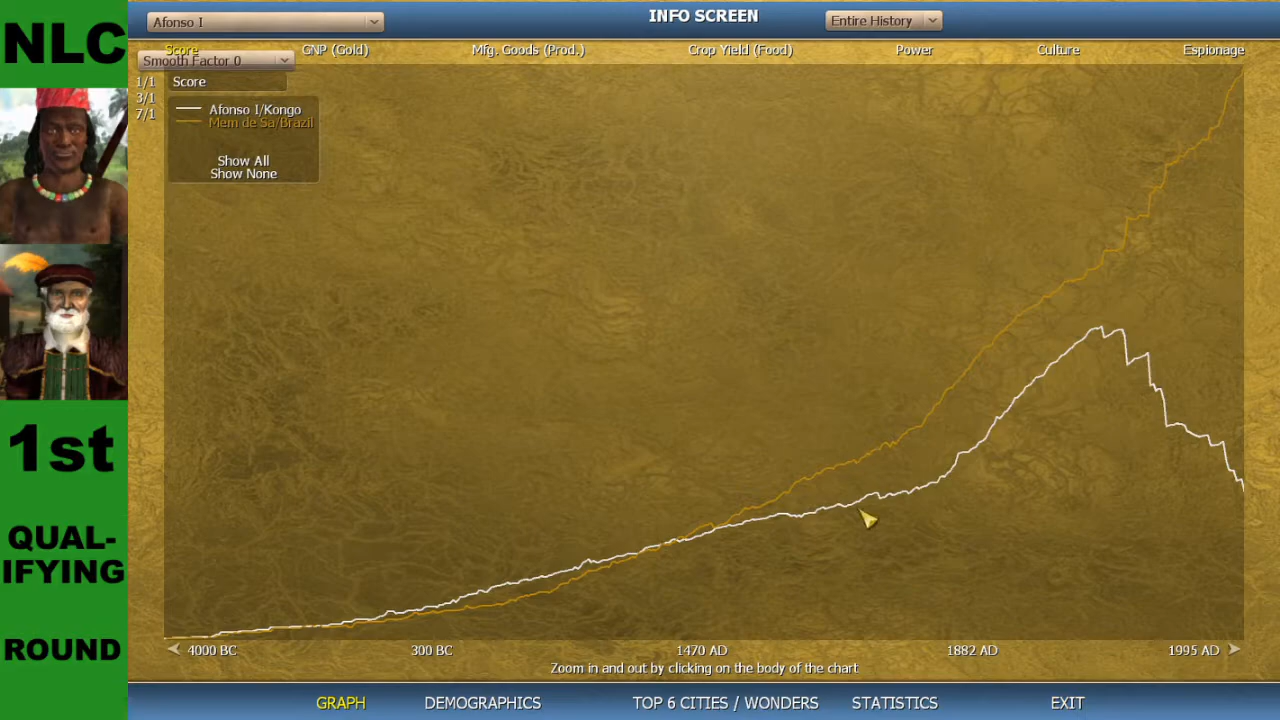 NLC
1st
QUAL-
IFYING
ROUND
Afonso I
INFO SCREEN
Entire History
Score GNP (Gold) Mfg. Goods (Prod.) Crop Yield (Food) Power Culture Espionage
Smooth Factor 0
1/1 Score
3/1
7/1
Afonso I/Kongo
Mem de Sa/Brazil
Show All
Show None
4000 BC 300 BC 1470 AD 1882 AD 1995 AD
Zoom in and out by clicking on the body of the chart
GRAPH DEMOGRAPHICS TOP 6 CITIES / WONDERS STATISTICS EXIT